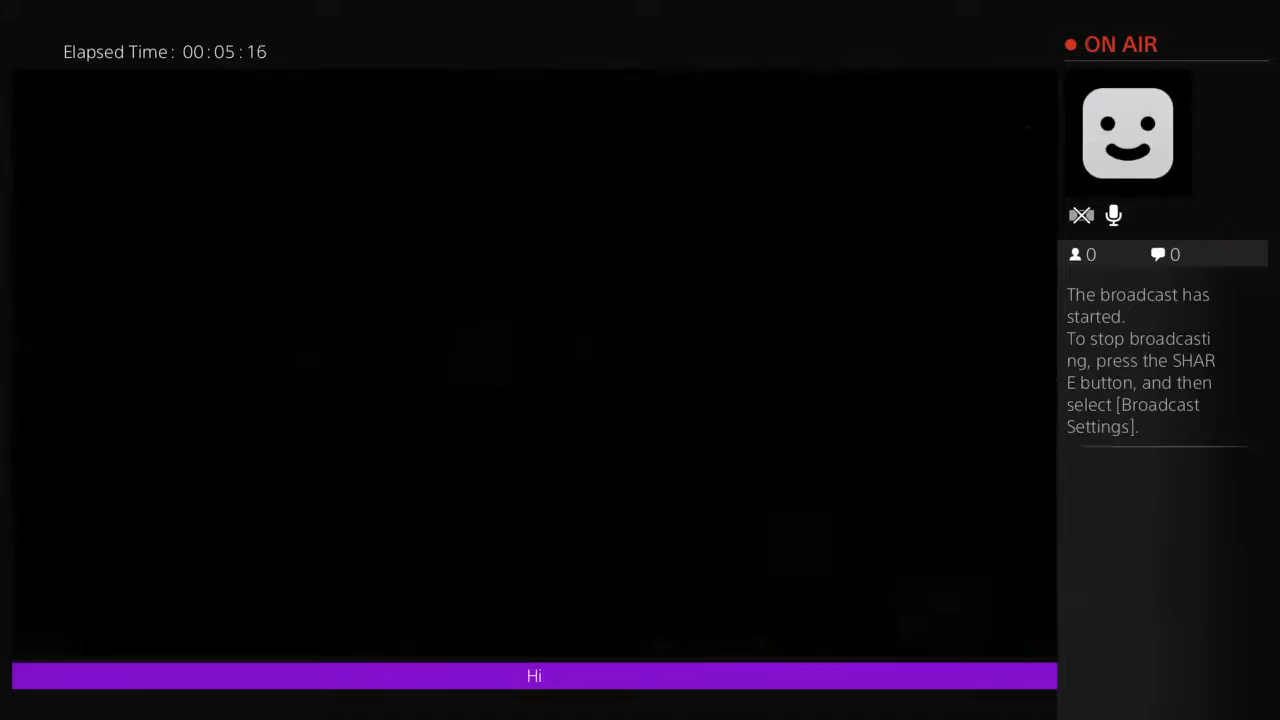 Elapsed Time: 00:05:16
ON AIR
0 0
The broadcast has
started.
To stop broadcasti
ng, press the SHAR
E button, and then
select [Broadcast
Settings].
Hi